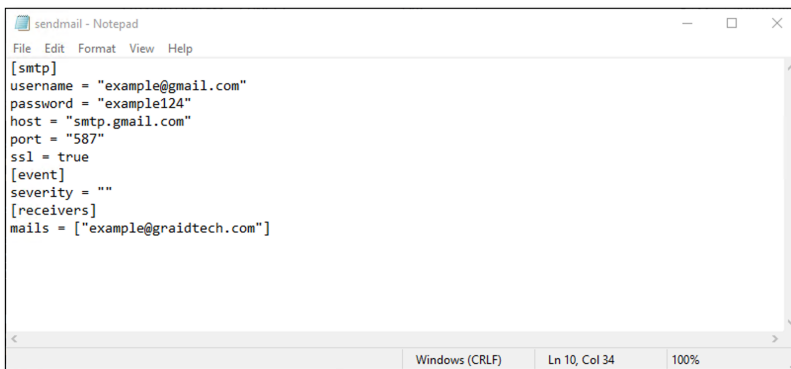 sendmail - Notepad
File Edit Format View Help
[smtp]
username = "example@gmail.com"
password = "example124"
host = "smtp.gmail.com"
port = "587"
ssl = true
[event]
severity = ""
[receivers]
mails = ["example@graidtech.com"]
Windows (CRLF) Ln 10, Col 34 100%